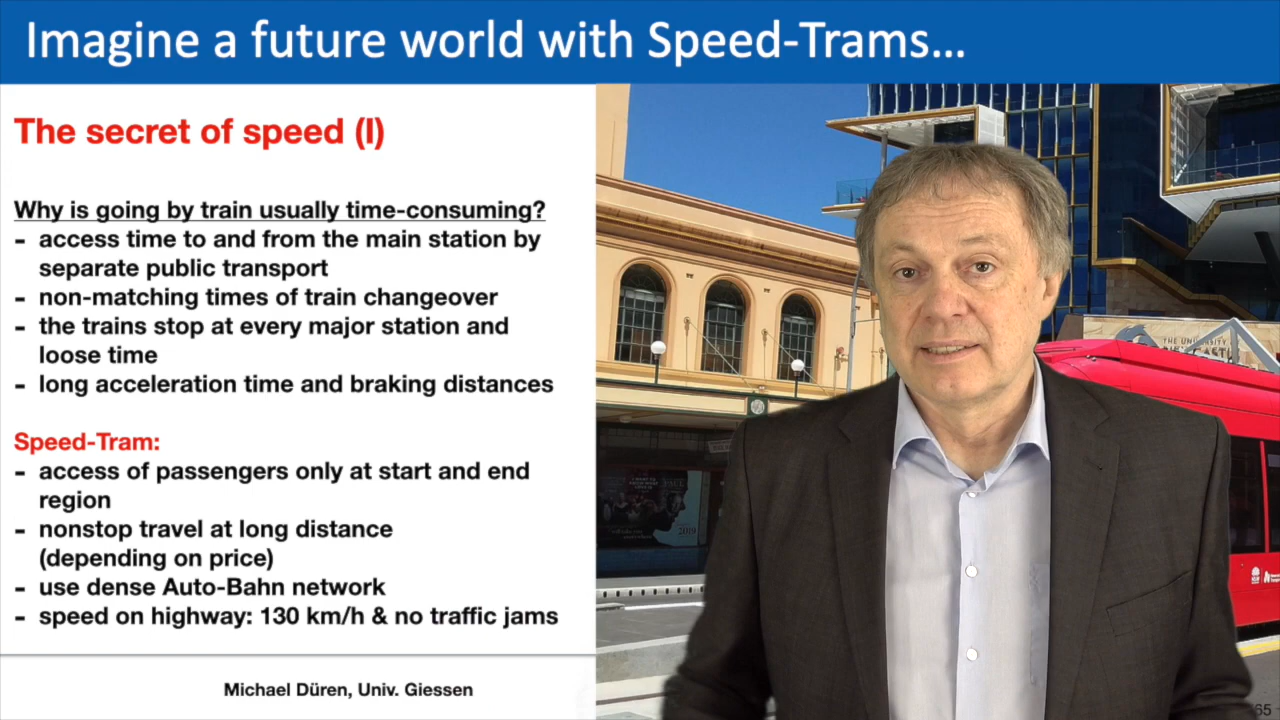 Imagine a future world with Speed-Trams...
The secret of speed (I)
Why is going by train usually time-consuming?
- access time to and from the main station by
separate public transport
- non-matching times of train changeover
- the trains stop at every major station and
loose time
- long acceleration time and braking distances
Speed-Tram:
- access of passengers only at start and end
region
- nonstop travel at long distance
(depending on price)
- use dense Auto-Bahn network
- speed on highway: 130 km/h & no traffic jams
Michael Düren, Univ. Giessen
THE UNIVERSITY
2019
65